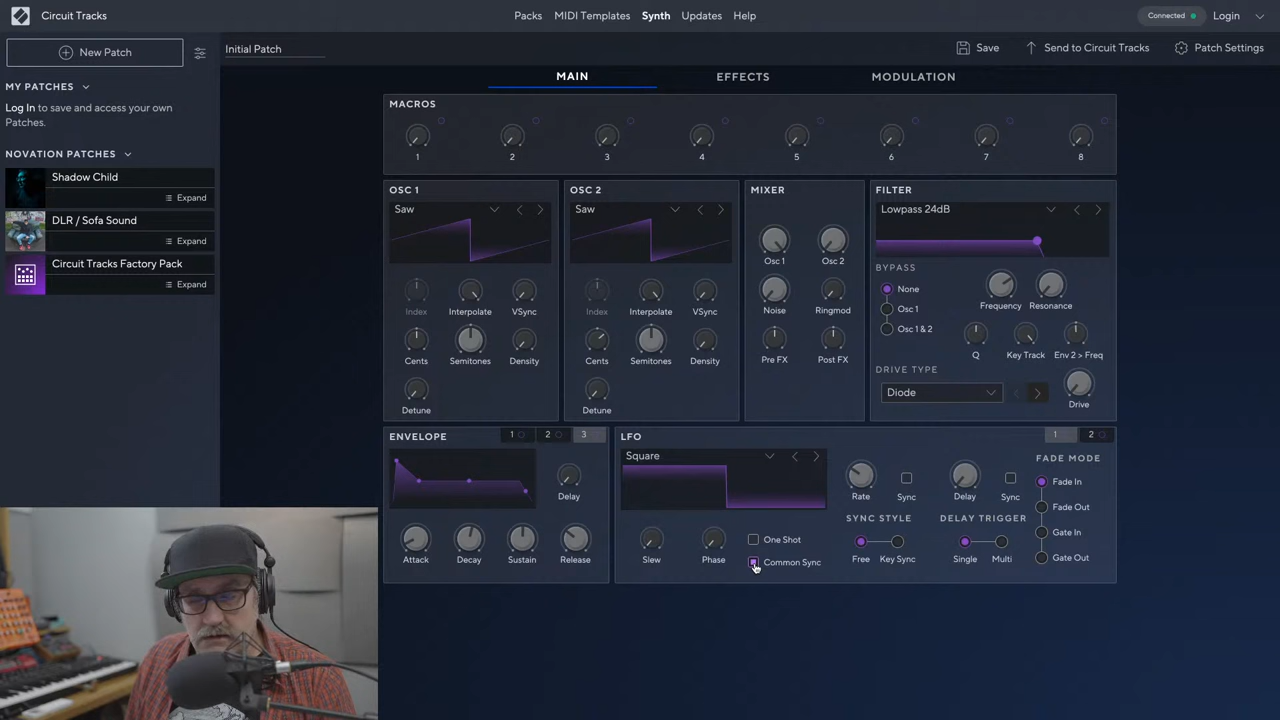 Circuit Tracks
Packs MIDI Templates Synth Updates Help
Connected Login
New Patch
Initial Patch
Save Send to Circuit Tracks Patch Settings
MY PATCHES
Log In to save and access your own
Patches.
NOVATION PATCHES
Shadow Child
Expand
DLR / Sofa Sound
Expand
Circuit Tracks Factory Pack
Expand
MAIN EFFECTS MODULATION
MACROS
1 2 3 4 5 6 7 8
OSC 1
Saw
Index Interpolate VSync
Cents Semitones Density
Detune
OSC 2
Saw
Index Interpolate VSync
Cents Semitones Density
Detune
MIXER
Osc 1 Osc 2
Noise Ringmod
Pre FX Post FX
FILTER
Lowpass 24dB
BYPASS
None
Osc 1
Osc 1 & 2
Frequency Resonance
Q Key Track Env 2 > Freq
DRIVE TYPE
Diode
Drive
ENVELOPE 1 2 3
Delay
Attack Decay Sustain Release
LFO 1 2
Square
Slew Phase
One Shot
Common Sync
Rate Sync
SYNC STYLE
Free Key Sync
Delay Sync
DELAY TRIGGER
Single Multi
FADE MODE
Fade In
Fade Out
Gate In
Gate Out